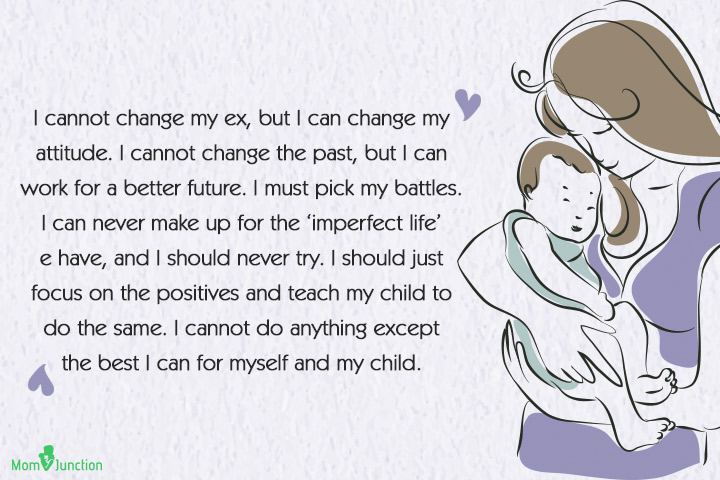 I cannot change my ex, but I can change my
attitude. I cannot change the past, but I can
work for a better future. I must pick my battles.
I can never make up for the ‘imperfect life’
e have, and I should never try. I should just
focus on the positives and teach my child to
do the same. I cannot do anything except
the best I can for myself and my child.
Mom Junction